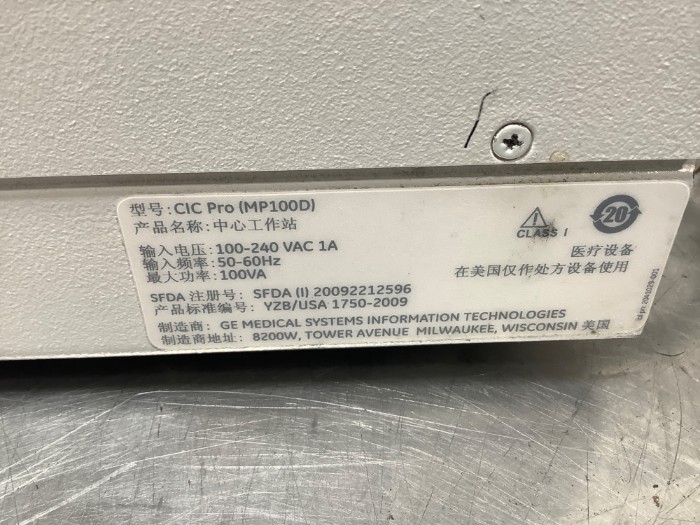 型号: CIC Pro (MP100D)
产品名称: 中心工作站
输入电压: 100-240 VAC 1A
输入频率: 50-60Hz
最大功率: 100VA
SFDA 注册号: SFDA (I) 20092212596
产品标准编号: YZB/USA 1750-2009
制造商: GE MEDICAL SYSTEMS INFORMATION TECHNOLOGIES
制造商地址: 8200W, TOWER AVENUE MILWAUKEE, WISCONSIN 美国
CLASS I
20
医疗设备
在美国仅作处方设备使用